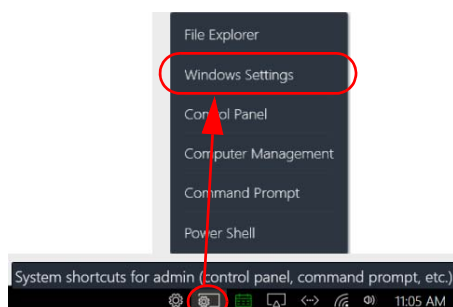 File Explorer
Windows Settings
Control Panel
Computer Management
Command Prompt
Power Shell
System shortcuts for admin (control panel, command prompt, etc.)
11:05 AM